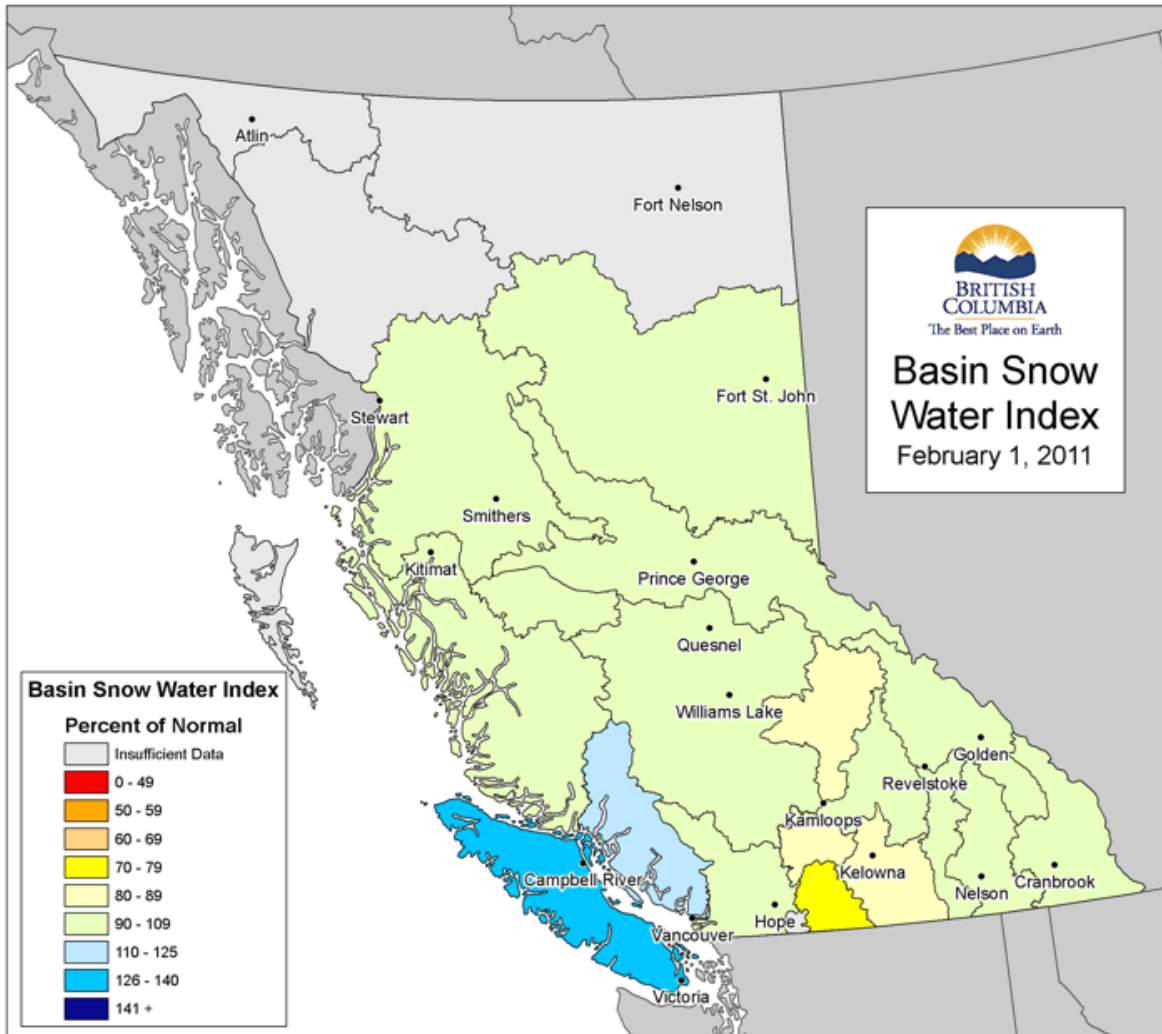 Atlin
Fort Nelson
BRITISH
COLUMBIA
The Best Place on Earth
Basin Snow
Water Index
February 1, 2011
Fort St. John
Stewart
Smithers
Kitimat
Prince George
Quesnel
Williams Lake
Golden
Revelstoke
Kamloops
Kelowna
Campbell River
Nelson
Cranbrook
Hope
Vancouver
Victoria
Basin Snow Water Index
Percent of Normal
Insufficient Data
0 - 49
50 - 59
60 - 69
70 - 79
80 - 89
90 - 109
110 - 125
126 - 140
141 +